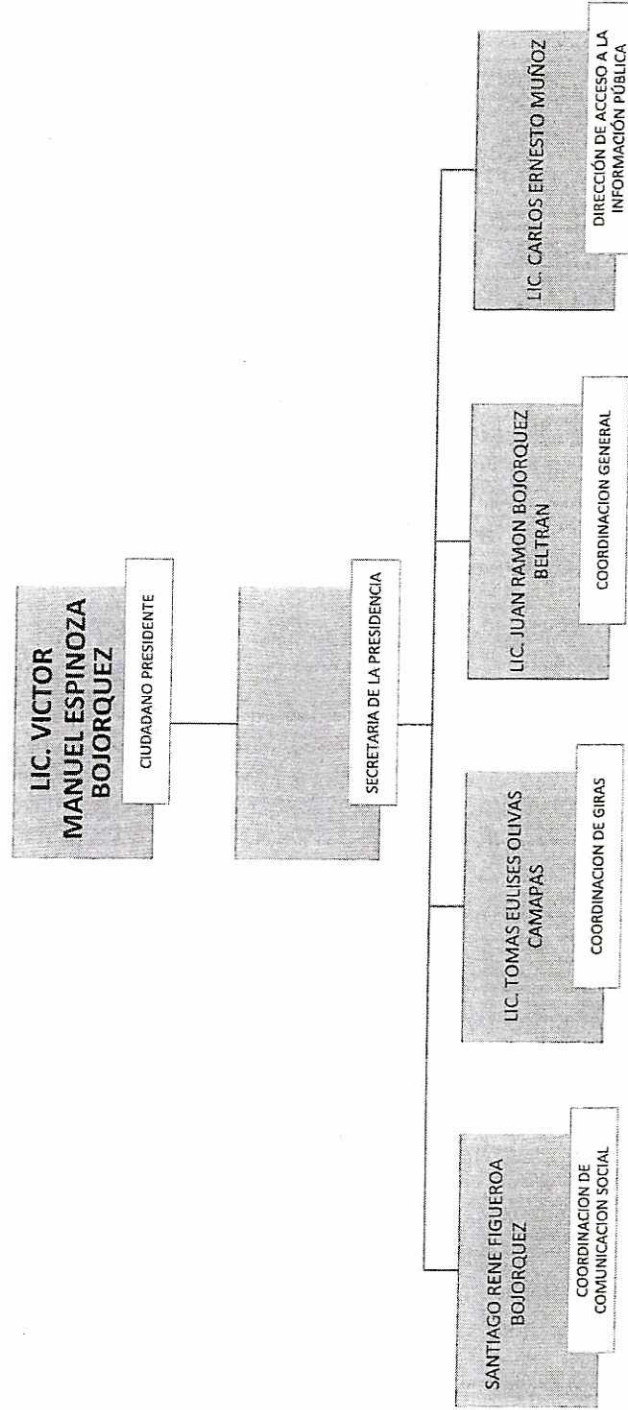 LIC. VICTOR
MANUEL ESPINOZA
BOJORQUEZ
CIUDADANO PRESIDENTE
SECRETARIA DE LA PRESIDENCIA
SANTIAGO RENE FIGUEROA
BOJORQUEZ
COORDINACION DE
COMUNICACION SOCIAL
LIC. TOMAS EULISES OLIVAS
CAMAPAS
COORDINACION DE GIRAS
LIC. JUAN RAMON BOJORQUEZ
BELTRAN
COORDINACION GENERAL
LIC. CARLOS ERNESTO MUÑOZ
DIRECCIÓN DE ACCESO A LA
INFORMACIÓN PÚBLICA